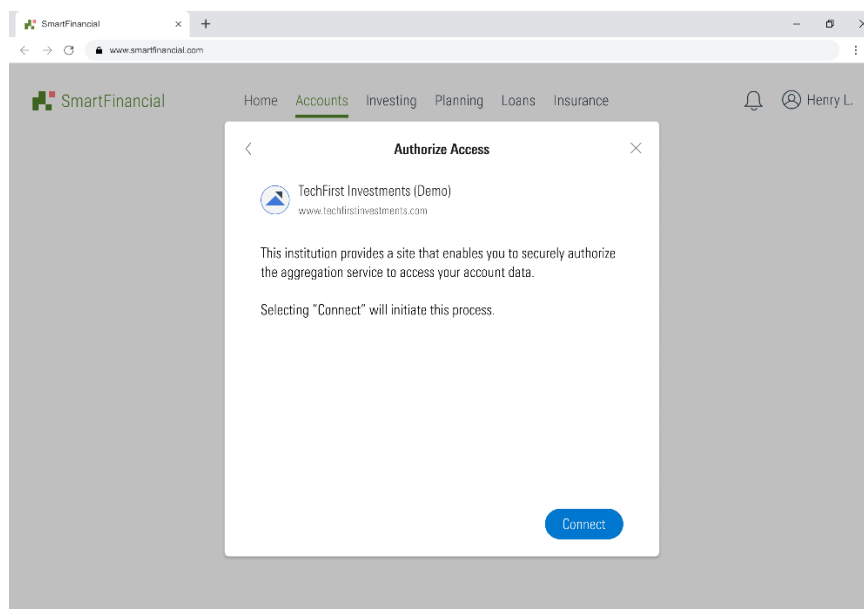 SmartFinancial
www.smartfinancial.com
SmartFinancial Home Accounts Investing Planning Loans Insurance Henry L.
Authorize Access
TechFirst Investments (Demo)
www.techfirstinvestments.com
This institution provides a site that enables you to securely authorize
the aggregation service to access your account data.
Selecting "Connect" will initiate this process.
Connect